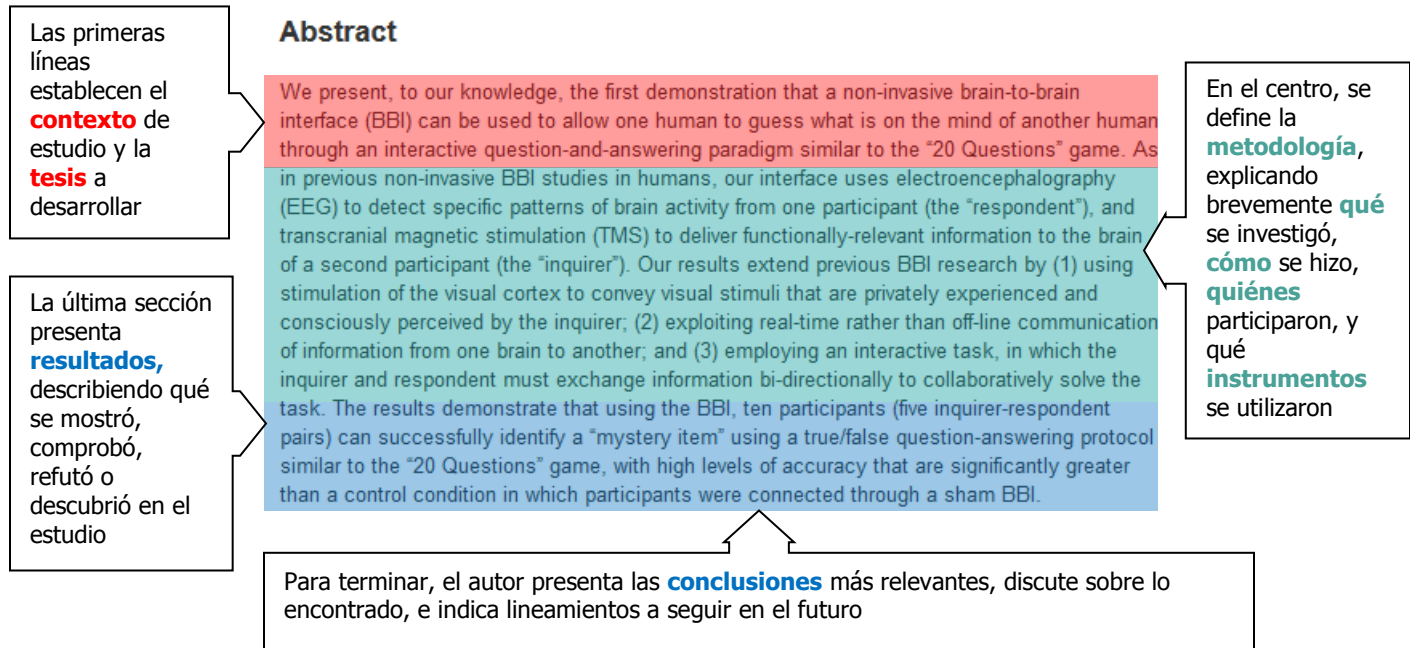 Las primeras
líneas
establecen el
contexto de
estudio y la
tesis a
desarrollar
La última sección
presenta
resultados,
describiendo qué
se mostró,
comprobó,
refutó o
descubrió en el
estudio
Abstract
We present, to our knowledge, the first demonstration that a non-invasive brain-to-brain
interface (BBI) can be used to allow one human to guess what is on the mind of another human
through an interactive question-and-answering paradigm similar to the “20 Questions” game. As
in previous non-invasive BBI studies in humans, our interface uses electroencephalography
(EEG) to detect specific patterns of brain activity from one participant (the “respondent”), and
transcranial magnetic stimulation (TMS) to deliver functionally-relevant information to the brain
of a second participant (the “inquirer”). Our results extend previous BBI research by (1) using
stimulation of the visual cortex to convey visual stimuli that are privately experienced and
consciously perceived by the inquirer; (2) exploiting real-time rather than off-line communication
of information from one brain to another; and (3) employing an interactive task, in which the
inquirer and respondent must exchange information bi-directionally to collaboratively solve the
task. The results demonstrate that using the BBI, ten participants (five inquirer-respondent
pairs) can successfully identify a “mystery item” using a true/false question-answering protocol
similar to the “20 Questions” game, with high levels of accuracy that are significantly greater
than a control condition in which participants were connected through a sham BBI.
En el centro, se
define la
metodología,
explicando
brevemente qué
se investigó,
cómo se hizo,
quiénes
participaron, y
qué
instrumentos
se utilizaron
Para terminar, el autor presenta las conclusiones más relevantes, discute sobre lo
encontrado, e indica lineamientos a seguir en el futuro